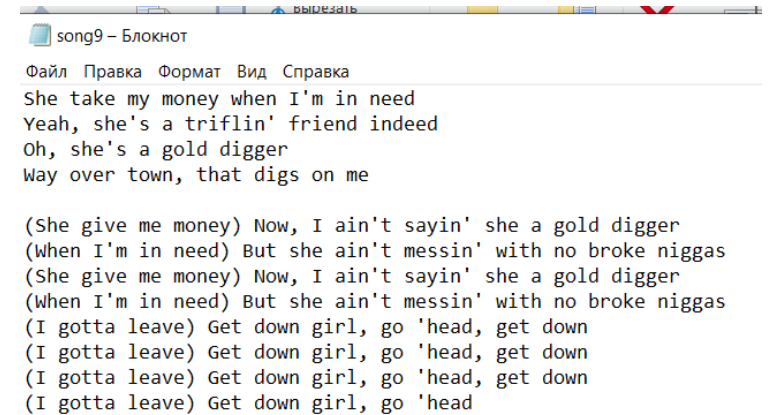 вырезать
song9 – Блокнот
Файл Правка Формат Вид Справка
She take my money when I'm in need
Yeah, she's a triflin' friend indeed
Oh, she's a gold digger
Way over town, that digs on me
(She give me money) Now, I ain't sayin' she a gold digger
(When I'm in need) But she ain't messin' with no broke niggas
(She give me money) Now, I ain't sayin' she a gold digger
(When I'm in need) But she ain't messin' with no broke niggas
(I gotta leave) Get down girl, go 'head, get down
(I gotta leave) Get down girl, go 'head, get down
(I gotta leave) Get down girl, go 'head, get down
(I gotta leave) Get down girl, go 'head